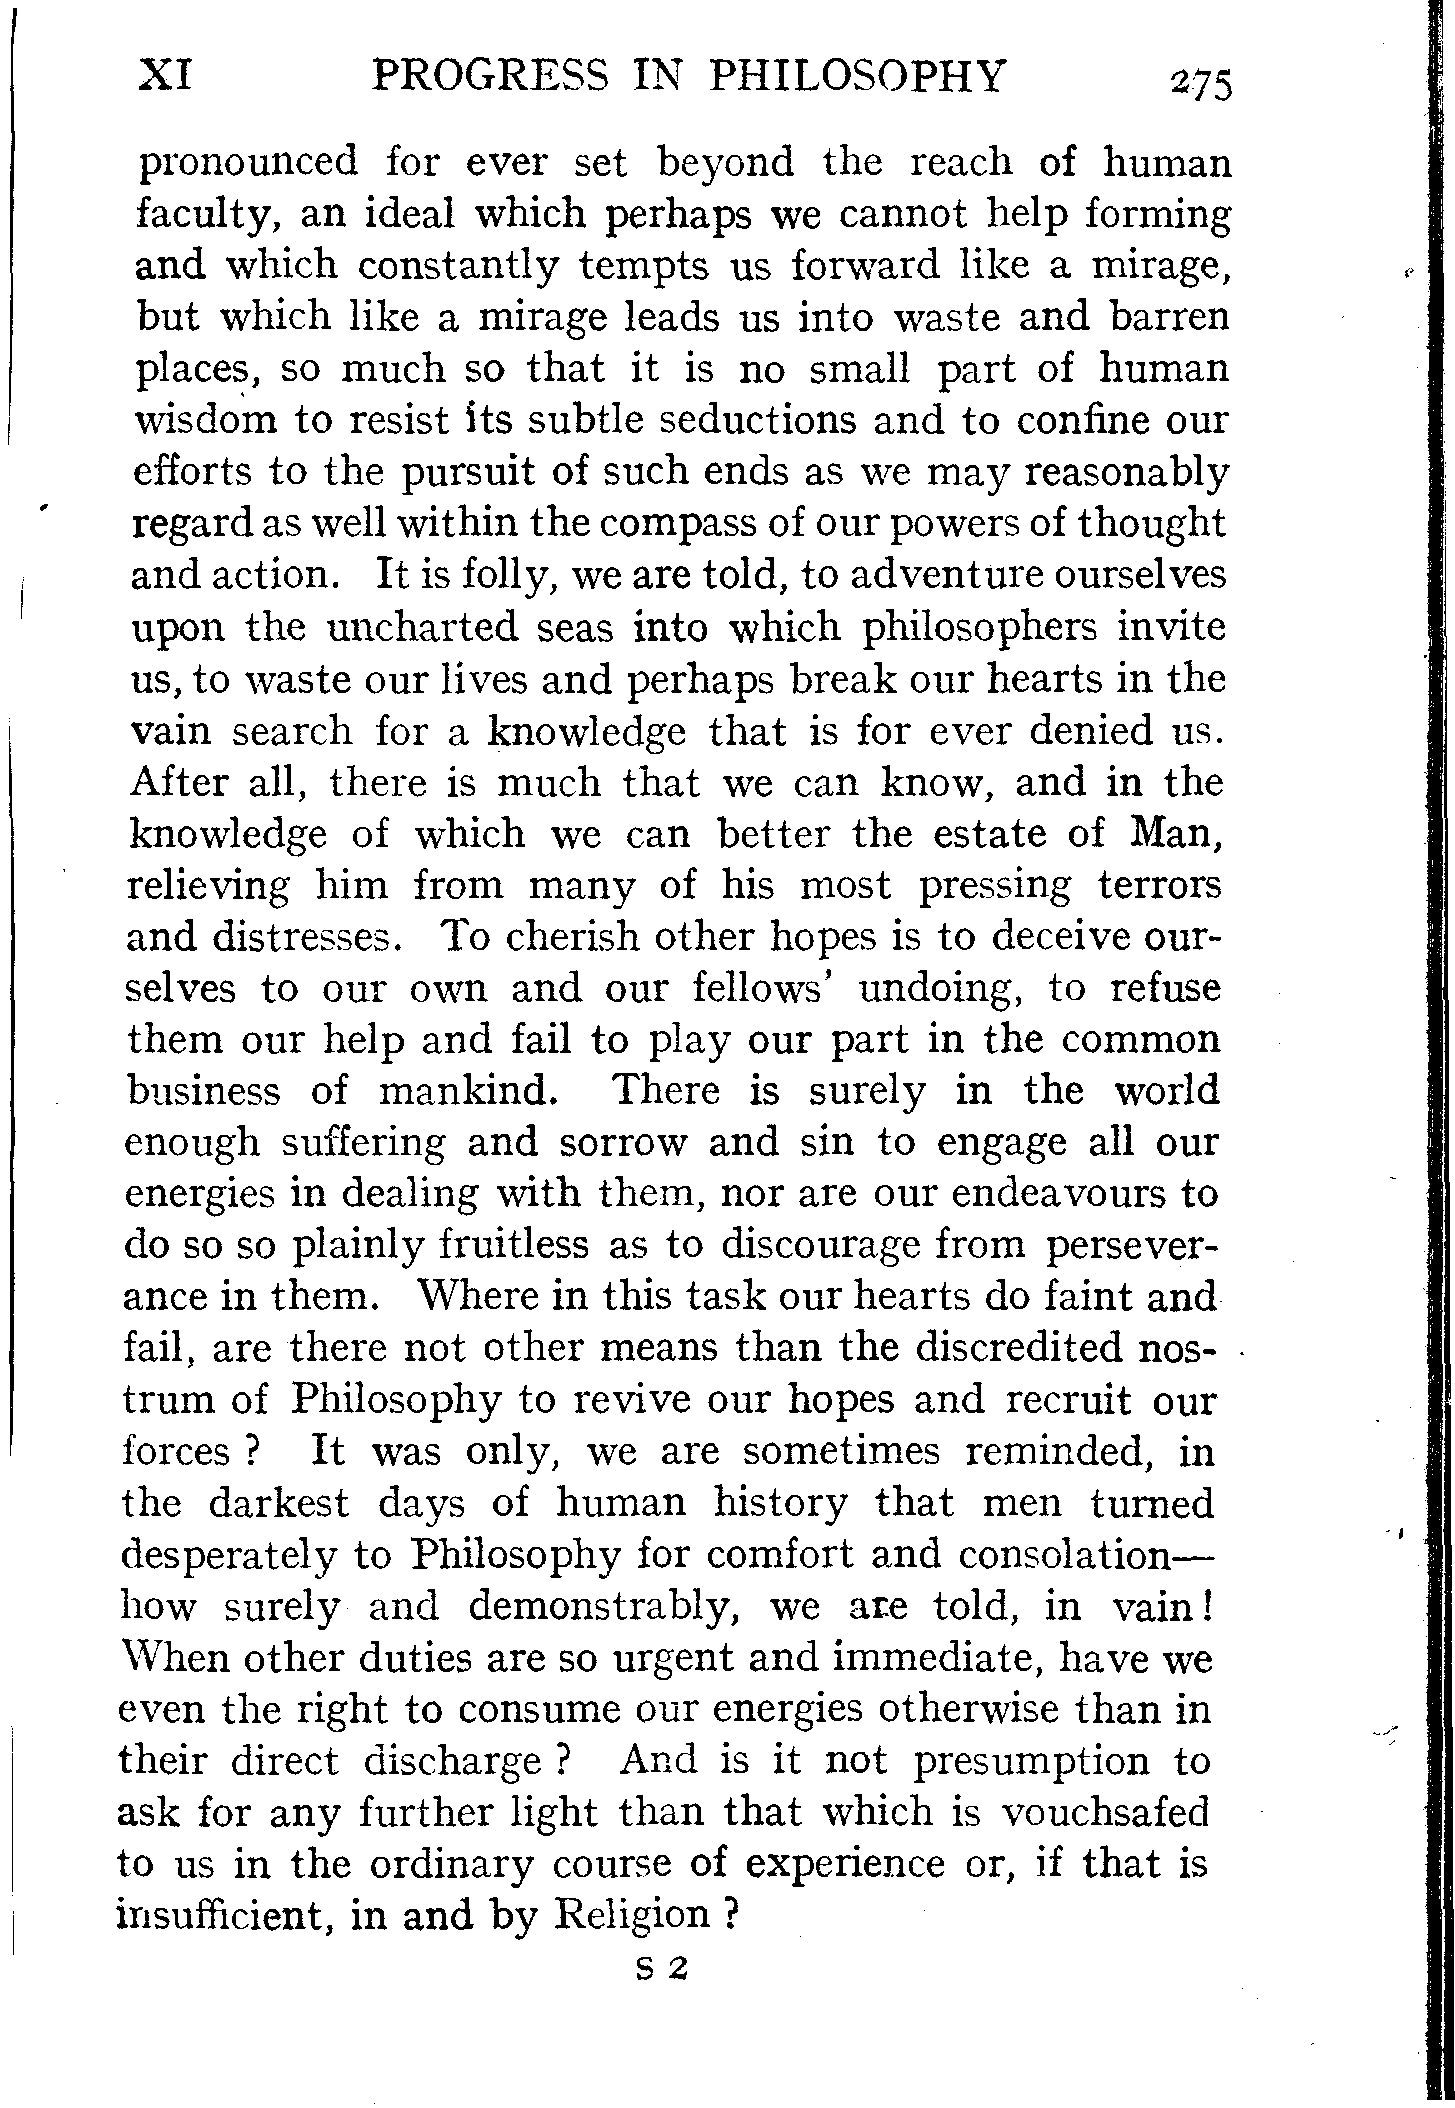 XI PROGRESS IN PHILOSOPHY 275
pronounced for ever set beyond the reach of human
faculty, an ideal which perhaps we cannot help forming
and which constantly tempts us forward like a mirage,
but which like a mirage leads us into waste and barren
places, so much so that it is no small part of human
wisdom to resist its subtle seductions and to confine our
efforts to the pursuit of such ends as we may reasonably
regard as well within the compass of our powers of thought
and action. It is folly, we are told, to adventure ourselves
upon the uncharted seas into which philosophers invite
us, to waste our lives and perhaps break our hearts in the
vain search for a knowledge that is for ever denied us.
After all, there is much that we can know, and in the
knowledge of which we can better the estate of Man,
relieving him from many of his most pressing terrors
and distresses. To cherish other hopes is to deceive our-
selves to our own and our fellows' undoing, to refuse
them our help and fail to play our part in the common
business of mankind. There is surely in the world
enough suffering and sorrow and sin to engage all our
energies in dealing with them, nor are our endeavours to
do so so plainly fruitless as to discourage from persever-
ance in them. Where in this task our hearts do faint and
fail, are there not other means than the discredited nos-
trum of Philosophy to revive our hopes and recruit our
forces ? It was only, we are sometimes reminded, in
the darkest days of human history that men turned
desperately to Philosophy for comfort and consolation—
how surely and demonstrably, we are told, in vain!
When other duties are so urgent and immediate, have we
even the right to consume our energies otherwise than in
their direct discharge ? And is it not presumption to
ask for any further light than that which is vouchsafed
to us in the ordinary course of experience or, if that is
insufficient, in and by Religion ?
S 2